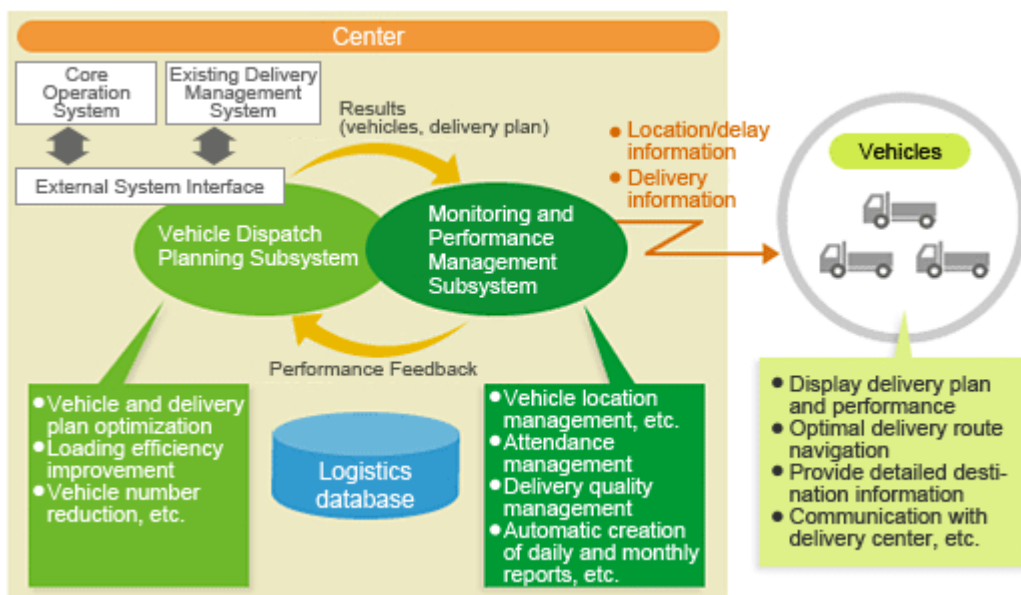 Center
Core
Operation
System
Existing Delivery
Management
System
External System Interface
Results
(vehicles, delivery plan)
● Location/delay
information
● Delivery
information
Vehicles
Vehicle Dispatch
Planning Subsystem
Monitoring and
Performance
Management
Subsystem
Performance Feedback
●Vehicle and delivery
plan optimization
●Loading efficiency
improvement
●Vehicle number
reduction, etc.
Logistics
database
●Vehicle location
management, etc.
●Attendance
management
●Delivery quality
management
●Automatic creation
of daily and monthly
reports, etc.
● Display delivery plan
and performance
● Optimal delivery route
navigation
● Provide detailed desti-
nation information
● Communication with
delivery center, etc.